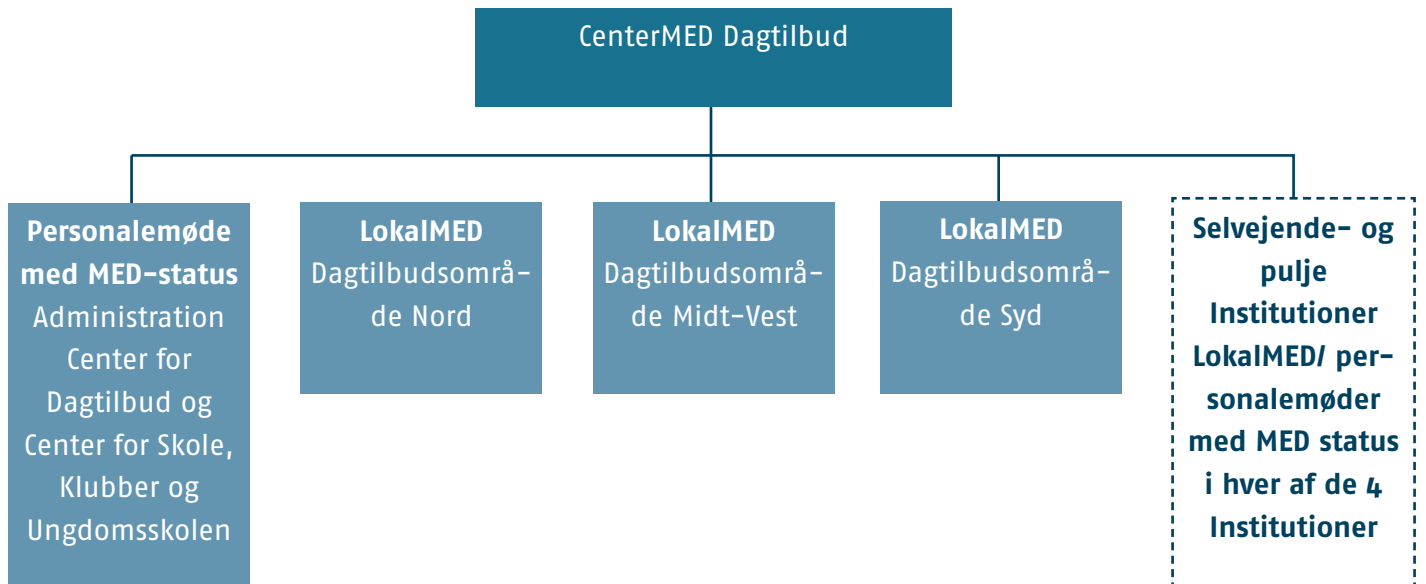 CenterMED Dagtilbud
Personalemøde
med MED-status
Administration
Center for
Dagtilbud og
Center for Skole,
Klubber og
Ungdomsskolen
LokalMED
Dagtilbudsområ-
de Nord
LokalMED
Dagtilbudsområ-
de Midt-Vest
LokalMED
Dagtilbudsområ-
de Syd
Selvejende- og
pulje
Institutioner
LokalMED/ per-
sonalemøder
med MED status
i hver af de 4
Institutioner